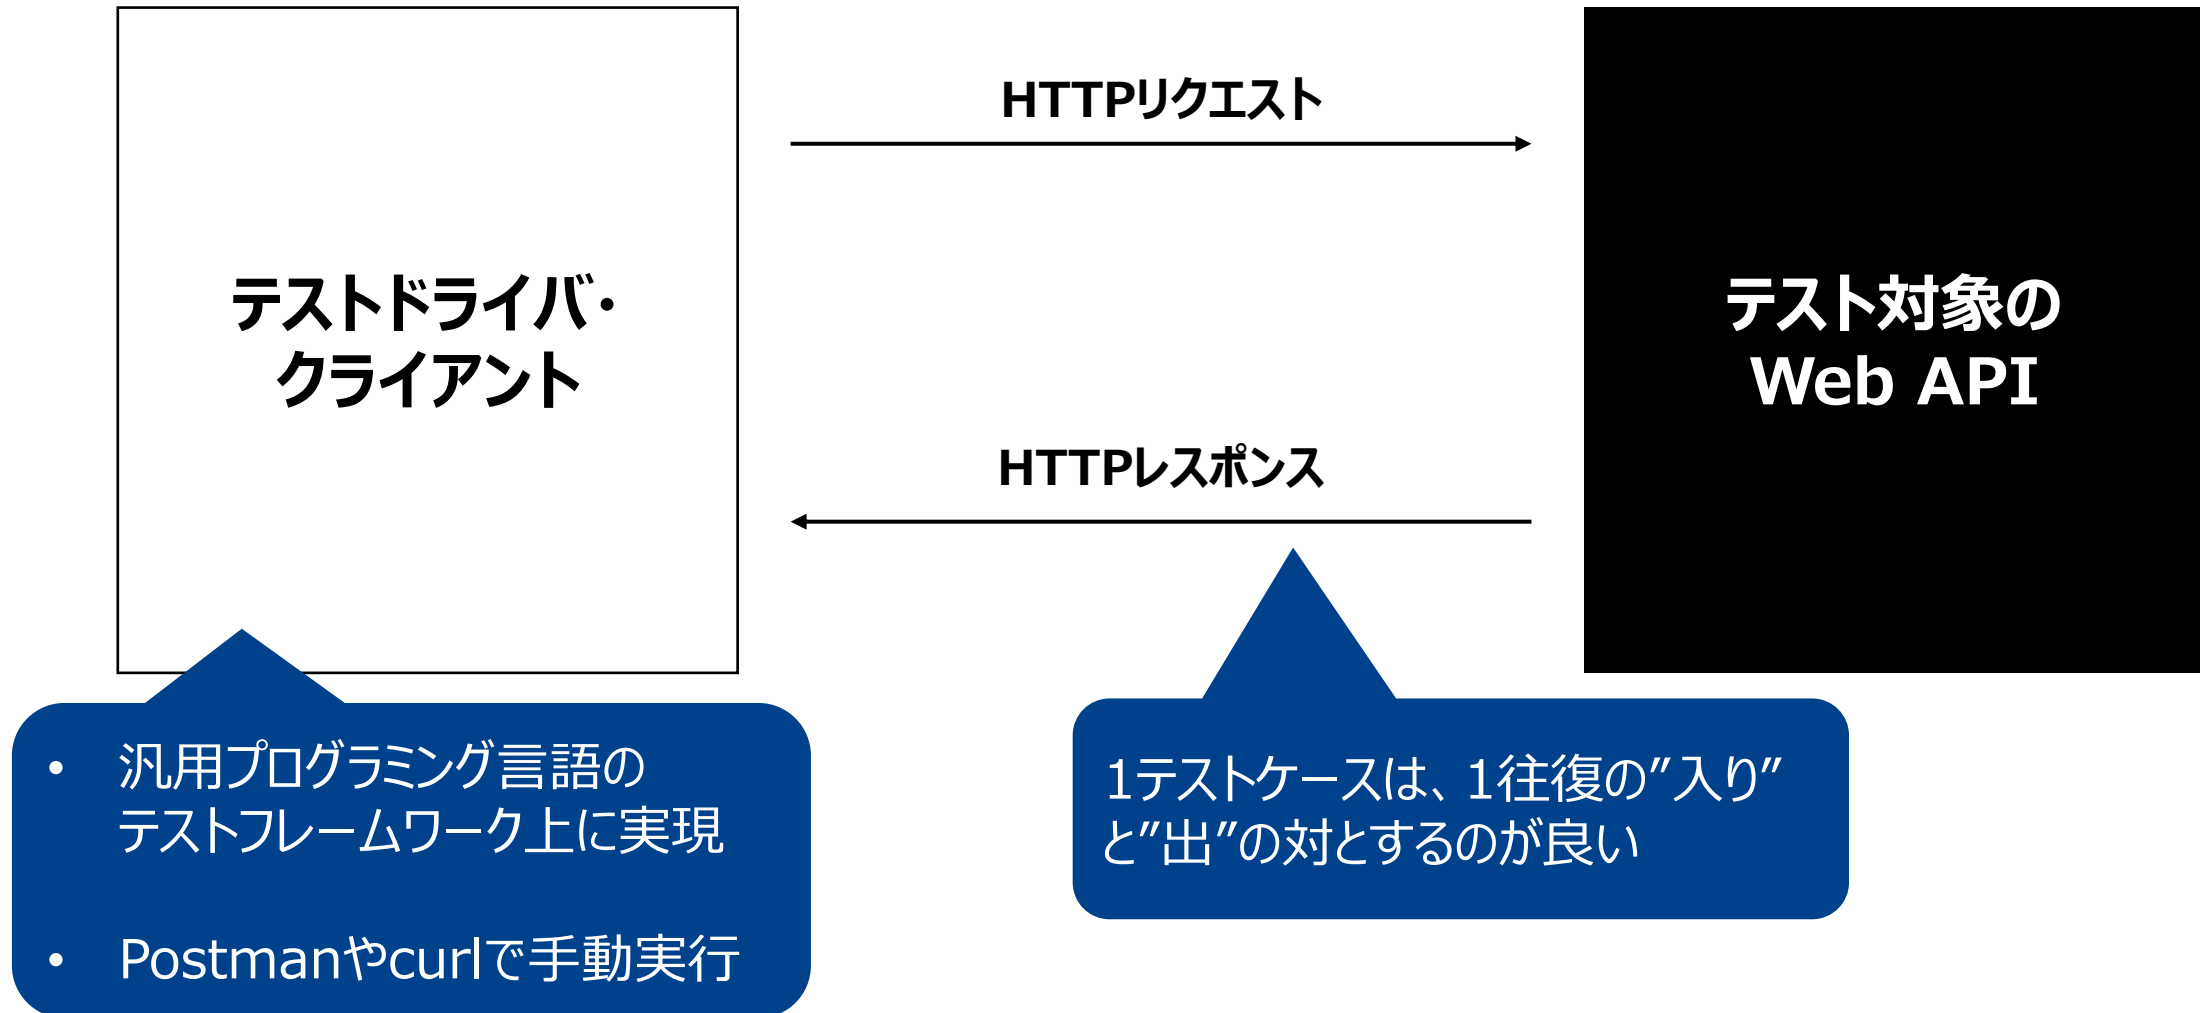 HTTPリクエスト
テストドライバ・
クライアント
テスト対象の
Web API
HTTPレスポンス
• 汎用プログラミング言語の
テストフレームワーク上に実現
• Postmanやcurlで手動実行
1テストケースは、1往復の”入り”
と”出”の対とするのが良い